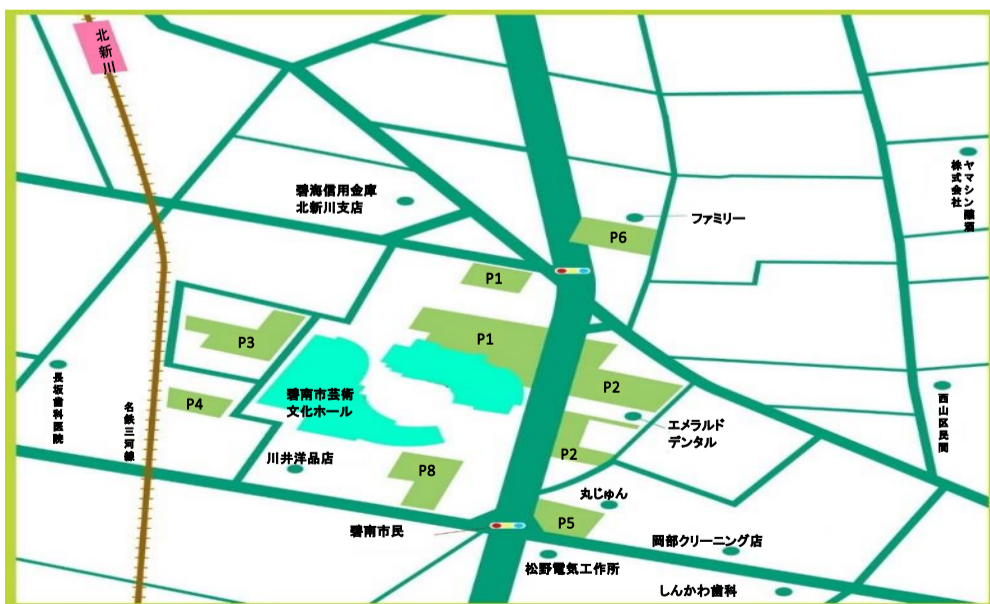 北新川
碧海信用金庫
北新川支店
ヤマシン醸酒
株式会社
ファミリー
P6
P1
P1
P3
P2
P4
碧南市芸術
文化ホール
長坂歯科医院
名鉄三河線
エメラルド
デンタル
西山区民間
川井洋品店
P8
P2
丸じゅん
P5
碧南市民
岡部クリーニング店
松野電気工作所
しんかわ歯科